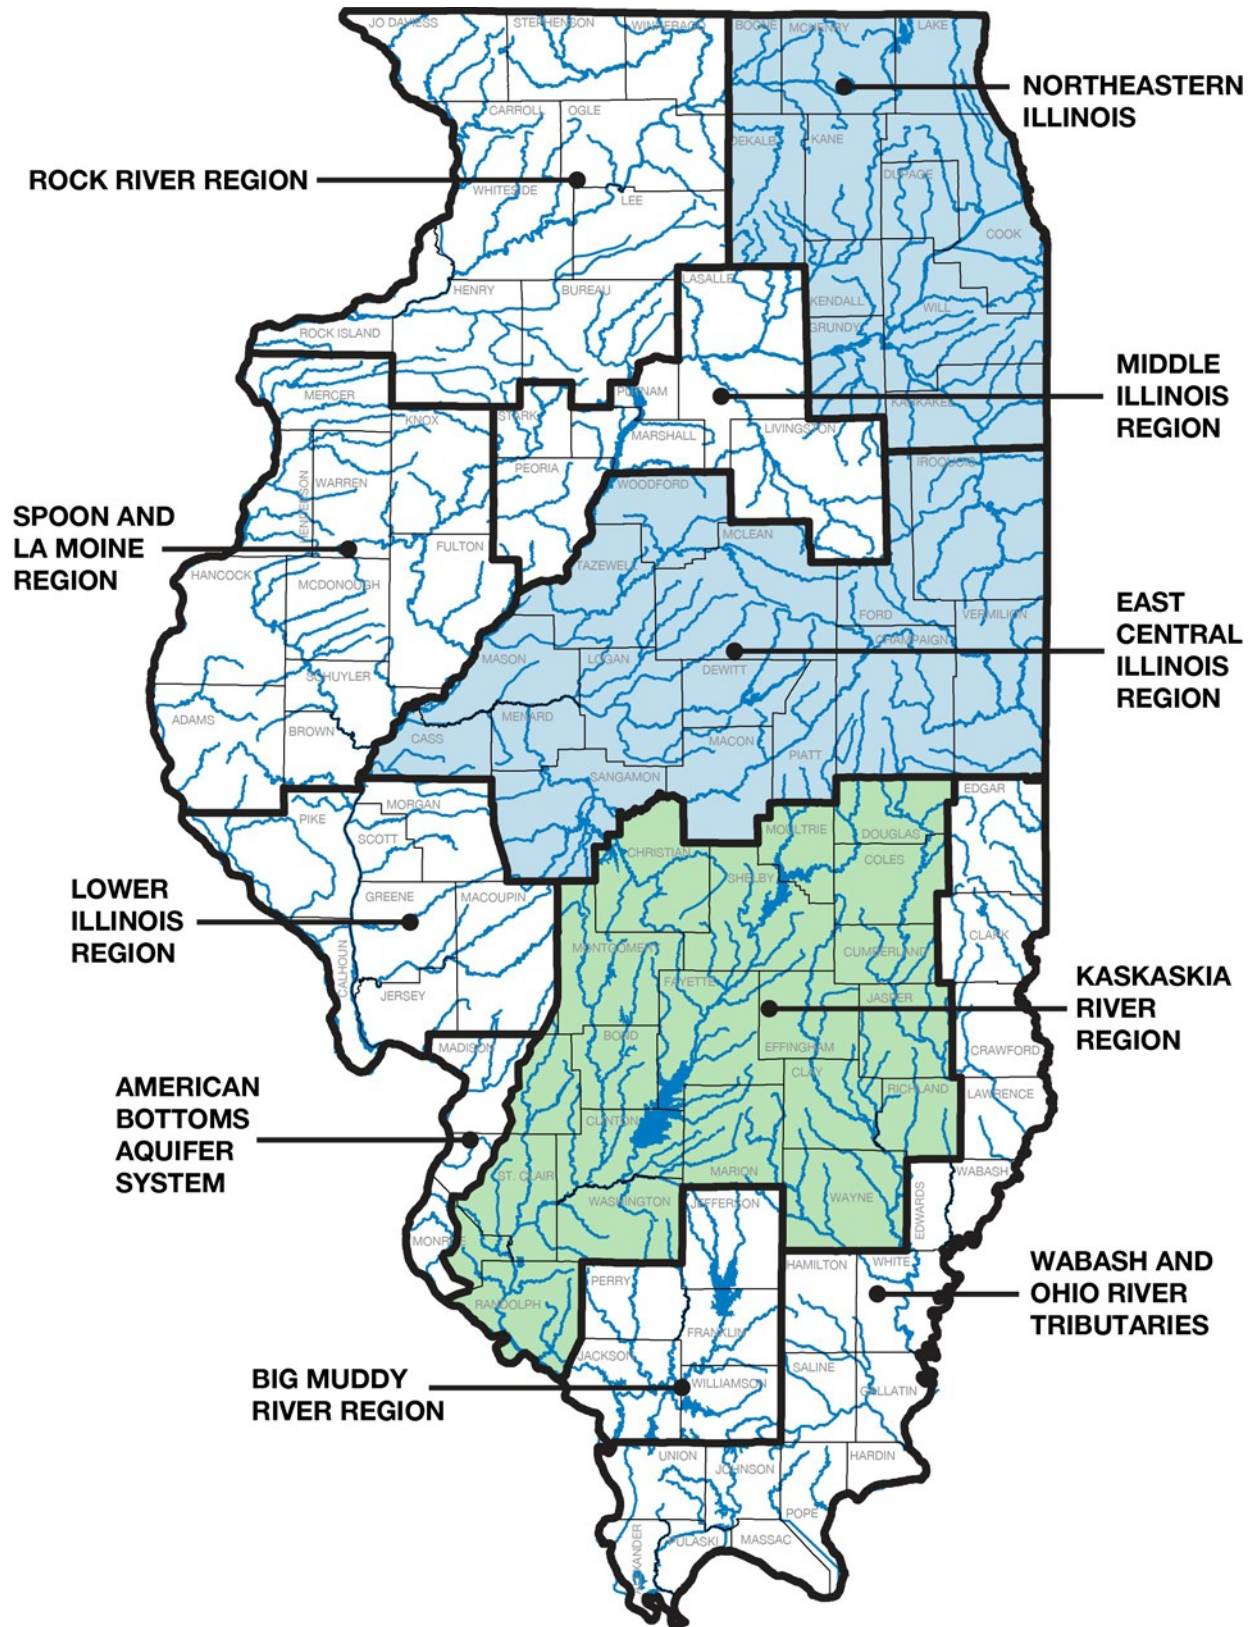 JO DAVIESS
STEPHENSON
WINNEBAGO
BOONE
MCHENRY
LAKE
NORTHEASTERN
ILLINOIS
CARROLL
OGLE
DEKALB
KANE
DUPAGE
ROCK RIVER REGION
WHITESIDE
LEE
COOK
HENRY
BUREAU
LASALLE
KENDALL
WILL
ROCK ISLAND
GRUNDY
MIDDLE
ILLINOIS
REGION
MERCER
PUTNAM
KANKAKEE
KNOX
STARK
MARSHALL
LIVINGSTON
PEORIA
IROQUOIS
HENDERSON
WARREN
WOODFORD
SPOON AND
LA MOINE
REGION
FULTON
MCLEAN
HANCOCK
MCDONOUGH
TAZEWELL
EAST
CENTRAL
ILLINOIS
REGION
FORD
VERMILION
CHAMPAIGN
MASON
LOGAN
DEWITT
SCHUYLER
ADAMS
BROWN
CASS
MENARD
MACON
PIATT
SANGAMON
EDGAR
PIKE
MORGAN
SCOTT
MOULTRIE
DOUGLAS
CHRISTIAN
COLES
SHELBY
LOWER
ILLINOIS
REGION
GREENE
MACOUPIN
CLARK
CALHOUN
MONTGOMERY
CUMBERLAND
JERSEY
FAYETTE
JASPER
KASKASKIA
RIVER
REGION
MADISON
BOND
EFFINGHAM
CRAWFORD
CLAY
RICHLAND
LAWRENCE
AMERICAN
BOTTOMS
AQUIFER
SYSTEM
CLINTON
ST. CLAIR
MARION
WABASH
WASHINGTON
JEFFERSON
WAYNE
EDWARDS
MONROE
HAMILTON
WHITE
WABASH AND
OHIO RIVER
TRIBUTARIES
PERRY
RANDOLPH
FRANKLIN
JACKSON
SALINE
BIG MUDDY
RIVER REGION
WILLIAMSON
GALLATIN
UNION
JOHNSON
HARDIN
POPE
ALEXANDER
PULASKI
MASSAC